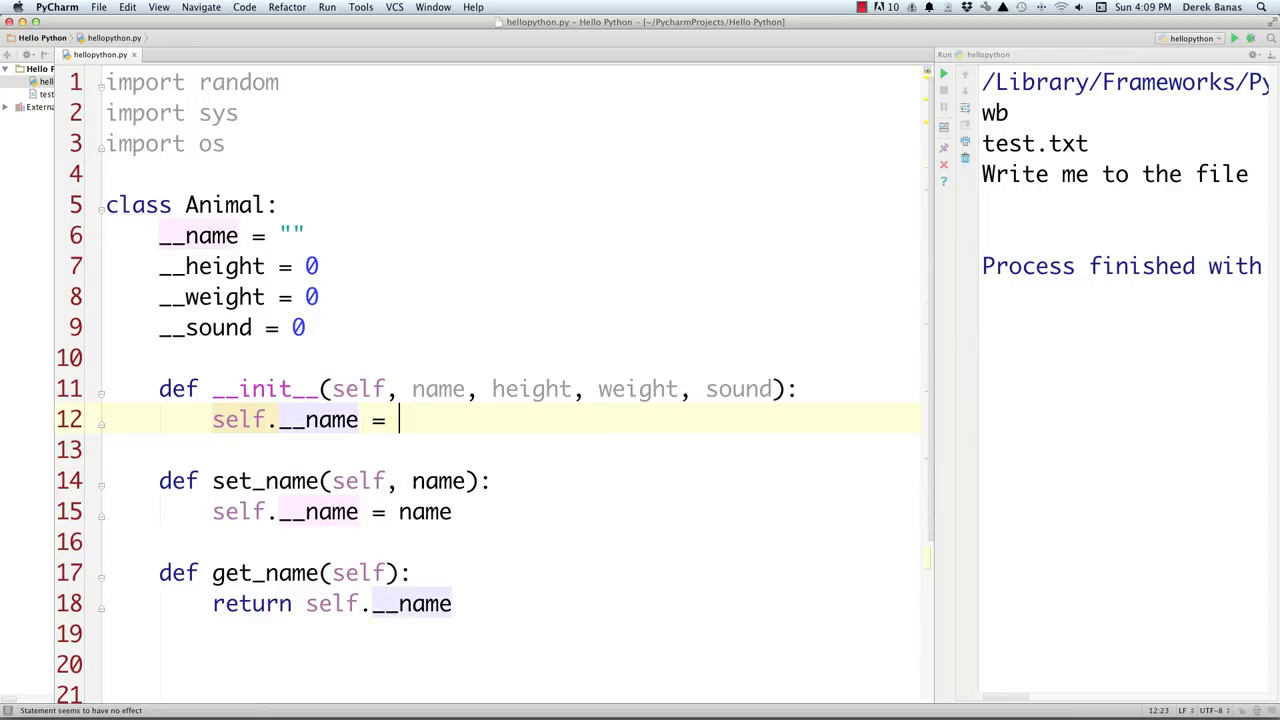 PyCharm File Edit View Navigate Code Refactor Run Tools VCS Window Help 10 Sun 4:09 PM Derek Banas
hellopython.py - Hello Python - [~/PycharmProjects/Hello Python]
Hello Python hellopython.py hellopython
hellopython.py Run hellopython
Hello P
hell
test
Externa
1 import random
2 import sys
3 import os
4
5 class Animal:
6 __name = ""
7 __height = 0
8 __weight = 0
9 __sound = 0
10
11 def __init__(self, name, height, weight, sound):
12 self.__name =
13
14 def set_name(self, name):
15 self.__name = name
16
17 def get_name(self):
18 return self.__name
19
20
21
/Library/Frameworks/Py
wb
test.txt
Write me to the file
Process finished with
Statement seems to have no effect 12:23 LF UTF-8